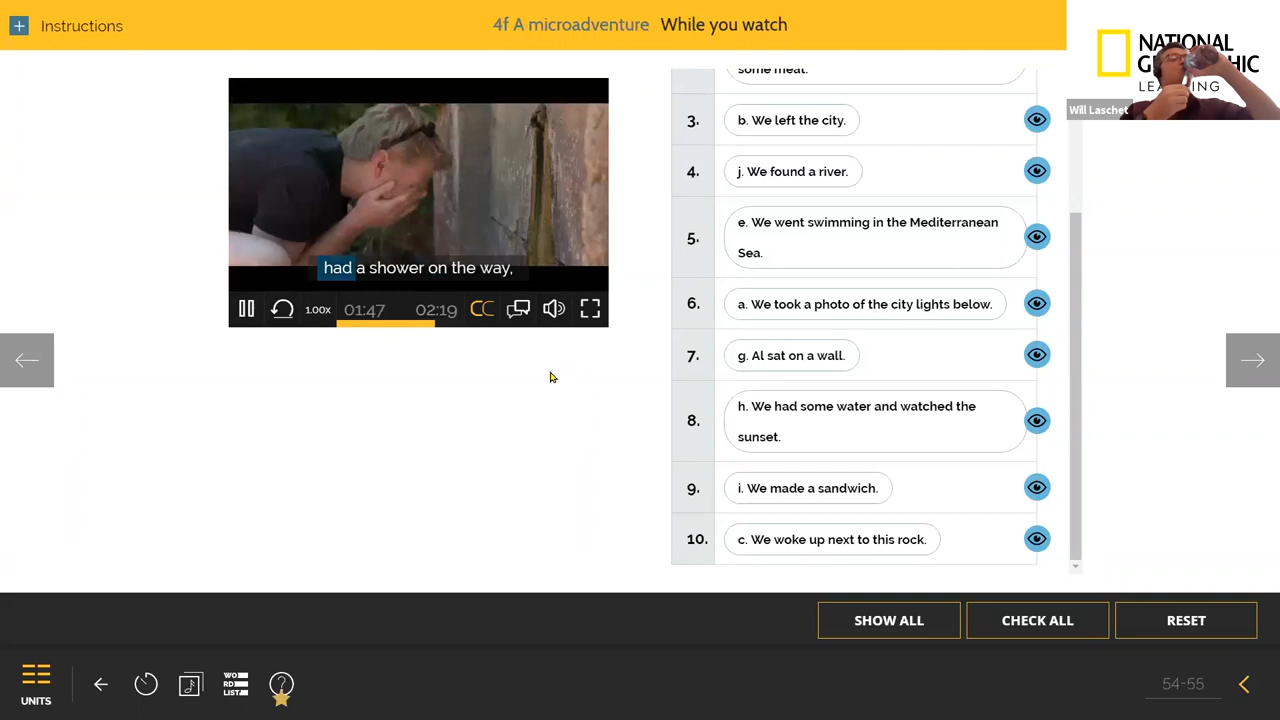 Instructions
4f A microadventure While you watch
NATIONAL
GEOGRAPHIC
LEARNING
Will Laschet
some meat.
3. b. We left the city.
4. j. We found a river.
5. e. We went swimming in the Mediterranean
Sea.
6. a. We took a photo of the city lights below.
7. g. Al sat on a wall.
8. h. We had some water and watched the
sunset.
9. i. We made a sandwich.
10. c. We woke up next to this rock.
had a shower on the way,
1.00x 01:47 02:19 CC
SHOW ALL CHECK ALL RESET
UNITS
WO
RD
LIST
?
54-55